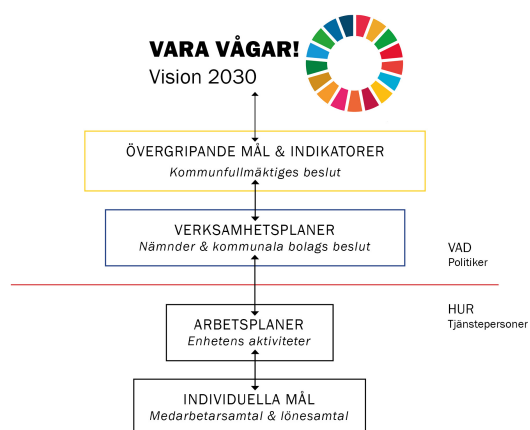 VARA VÅGAR!
Vision 2030
ÖVERGRIPANDE MÅL & INDIKATORER
Kommunfullmäktiges beslut
VERKSAMHETSPLANER
Nämnder & kommunala bolags beslut
VAD
Politiker
HUR
Tjänstepersoner
ARBETSPLANER
Enhetens aktiviteter
INDIVIDUELLA MÅL
Medarbetarsamtal & lönesamtal